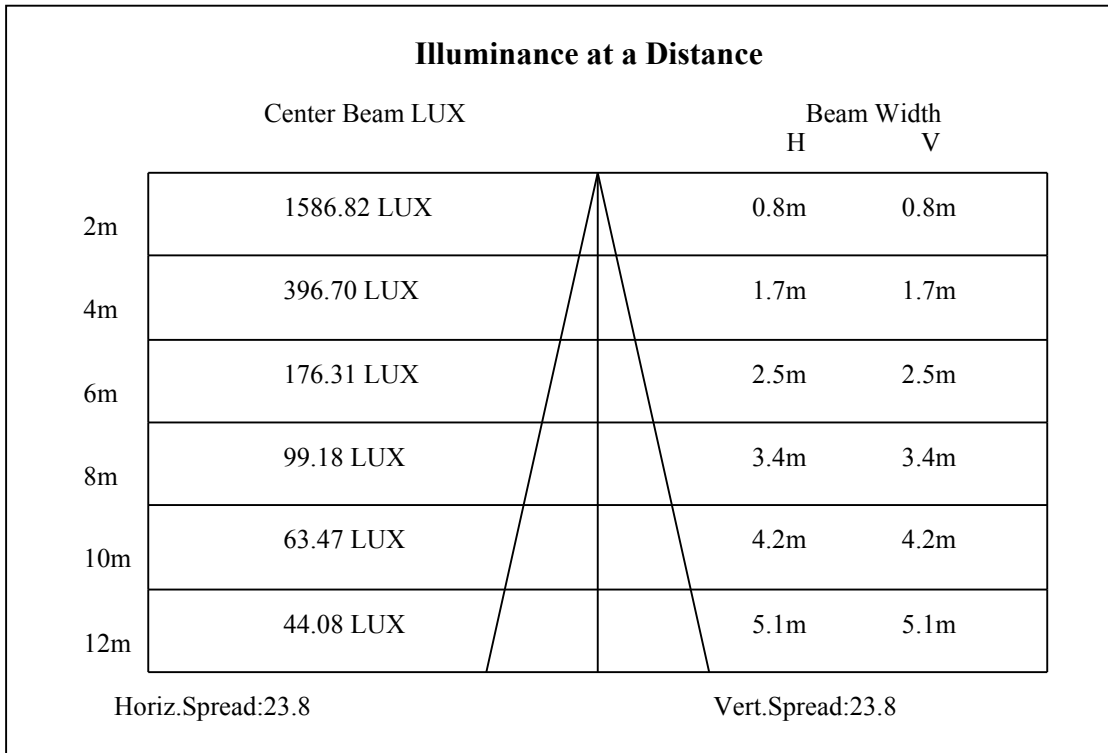 Illuminance at a Distance
Center Beam LUX Beam Width
H V
2m 1586.82 LUX 0.8m 0.8m
4m 396.70 LUX 1.7m 1.7m
6m 176.31 LUX 2.5m 2.5m
8m 99.18 LUX 3.4m 3.4m
10m 63.47 LUX 4.2m 4.2m
12m 44.08 LUX 5.1m 5.1m
Horiz.Spread:23.8 Vert.Spread:23.8